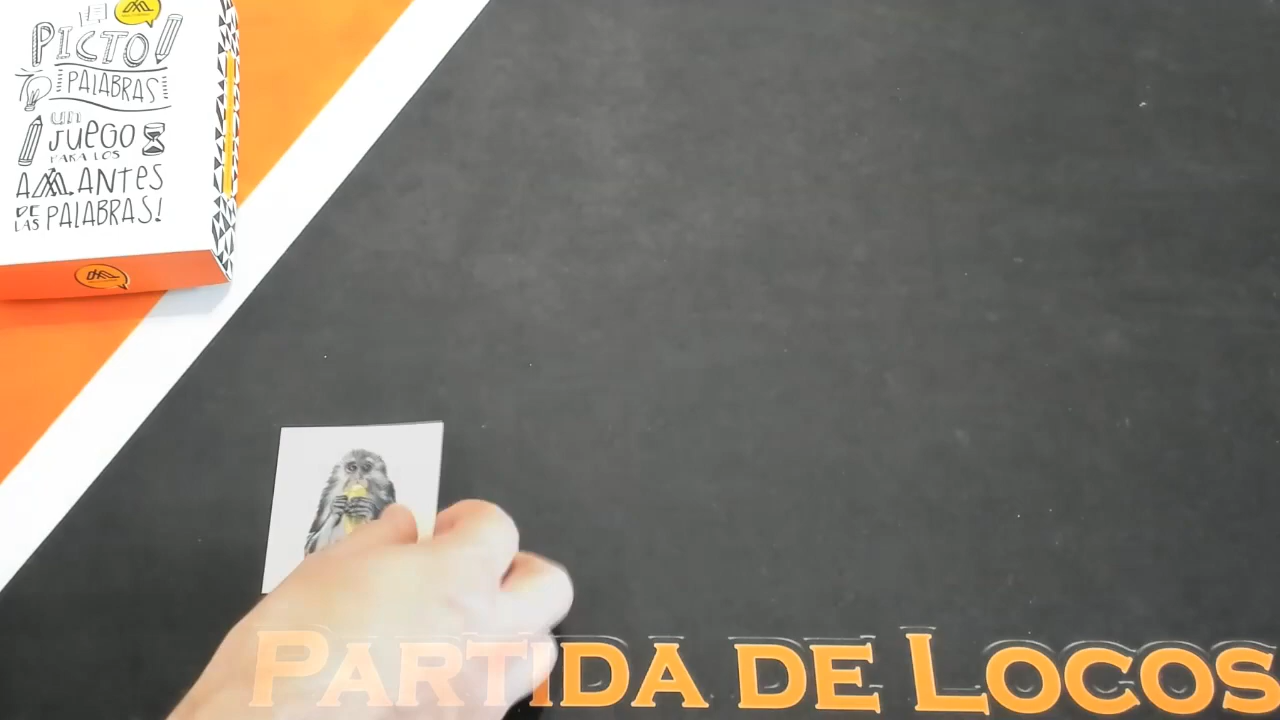 PICTO
PALABRAS
un
Juego
PARA LOS
AMANTES
DE LAS PALABRAS!
PARTIDA DE LOCOS